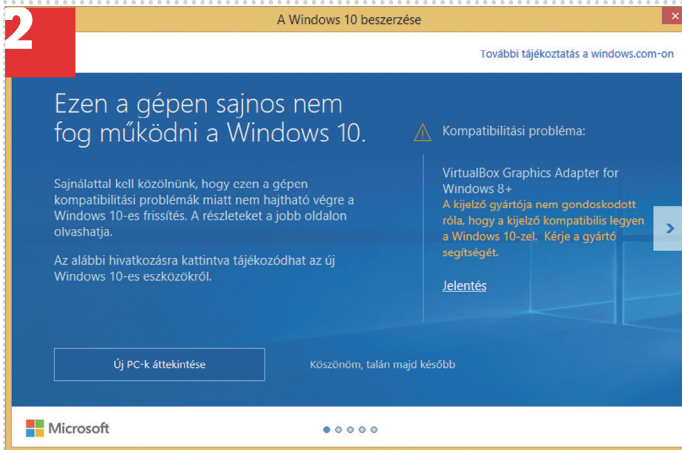 2
A Windows 10 beszerzése
További tájékoztatás a windows.com-on
Ezen a gépen sajnos nem
fog működni a Windows 10.
Sajnálattal kell közölnünk, hogy ezen a gépen
kompatibilitási problémák miatt nem hajtható végre a
Windows 10-es frissítés. A részleteket a jobb oldalon
olvashatja.
Az alábbi hivatkozásra kattintva tájékozódhat az új
Windows 10-es eszközökről.
Új PC-k áttekintése
Köszönöm, talán majd később
Kompatibilitási probléma:
VirtualBox Graphics Adapter for
Windows 8+
A kijelző gyártója nem gondoskodott
róla, hogy a kijelző kompatibilis legyen
a Windows 10-zel. Kérje a gyártó
segítségét.
Jelentés
Microsoft